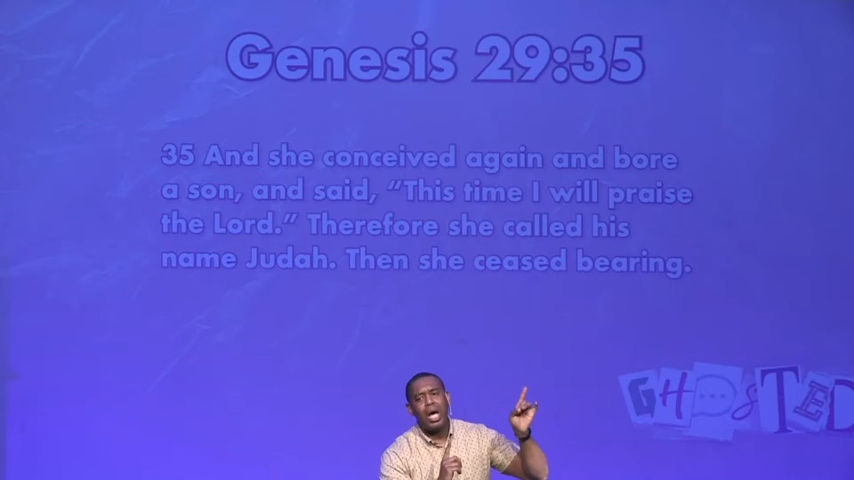 Genesis 29:35
35 And she conceived again and bore
a son, and said, “This time I will praise
the Lord.” Therefore she called his
name Judah. Then she ceased bearing.
GHOSTED